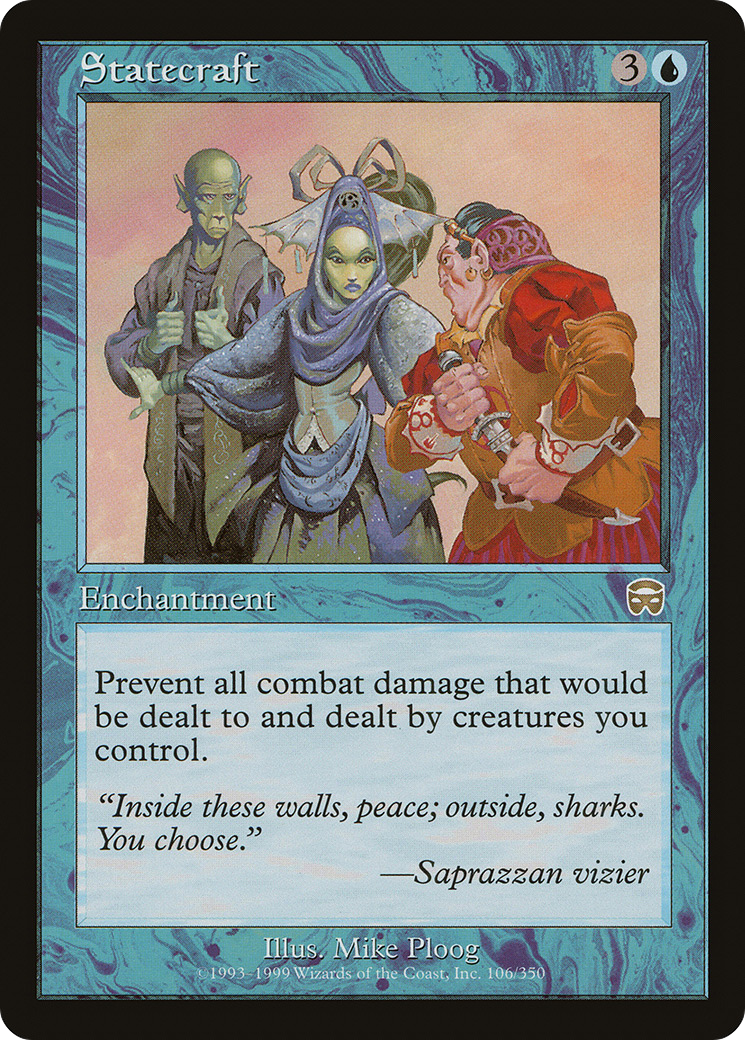 Statecraft 3
Enchantment
Prevent all combat damage that would
be dealt to and dealt by creatures you
control.
“Inside these walls, peace; outside, sharks.
You choose.”
—Saprazzan vizier
Illus. Mike Ploog
©1993–1999 Wizards of the Coast, Inc. 106/350